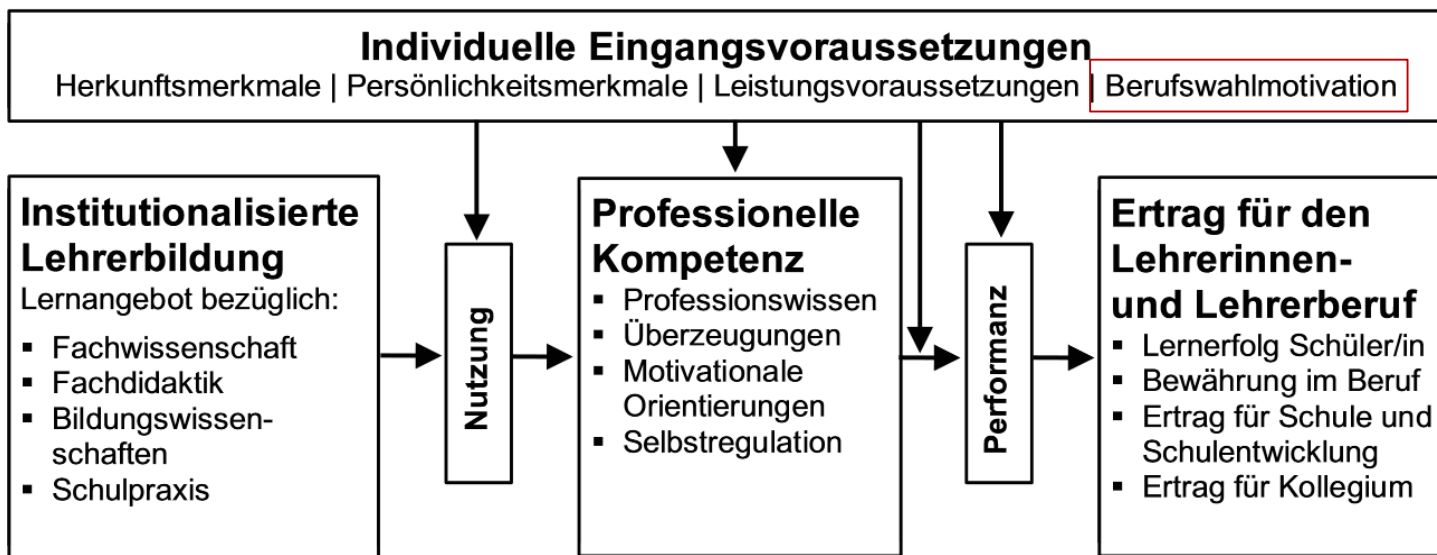 Individuelle Eingangsvoraussetzungen
Herkunftsmerkmale | Persönlichkeitsmerkmale | Leistungsvoraussetzungen | Berufswahlmotivation
Institutionalisierte
Lehrerbildung
Lernangebot bezüglich:
▪ Fachwissenschaft
▪ Fachdidaktik
▪ Bildungswissen-
schaften
▪ Schulpraxis
Nutzung
Professionelle
Kompetenz
▪ Professionswissen
▪ Überzeugungen
▪ Motivationale
Orientierungen
▪ Selbstregulation
Performanz
Ertrag für den
Lehrerinnen-
und Lehrerberuf
▪ Lernerfolg Schüler/in
▪ Bewährung im Beruf
▪ Ertrag für Schule und
Schulentwicklung
▪ Ertrag für Kollegium